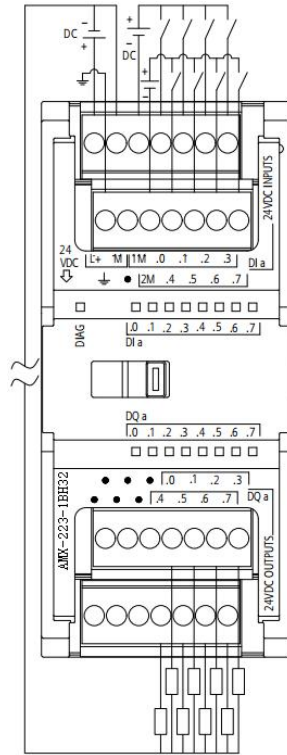 DC
DC
24VDC INPUTS
24
VDC
L+ 1M 1M .0 .1 .2 .3 DI a
2M .4 .5 .6 .7
DIAG
.0 .1 .2 .3 .4 .5 .6 .7
DI a
DQ a
.0 .1 .2 .3 .4 .5 .6 .7
AMX-223-1BH32
.0 .1 .2 .3
.4 .5 .6 .7 DQ a
24VDC OUTPUTS